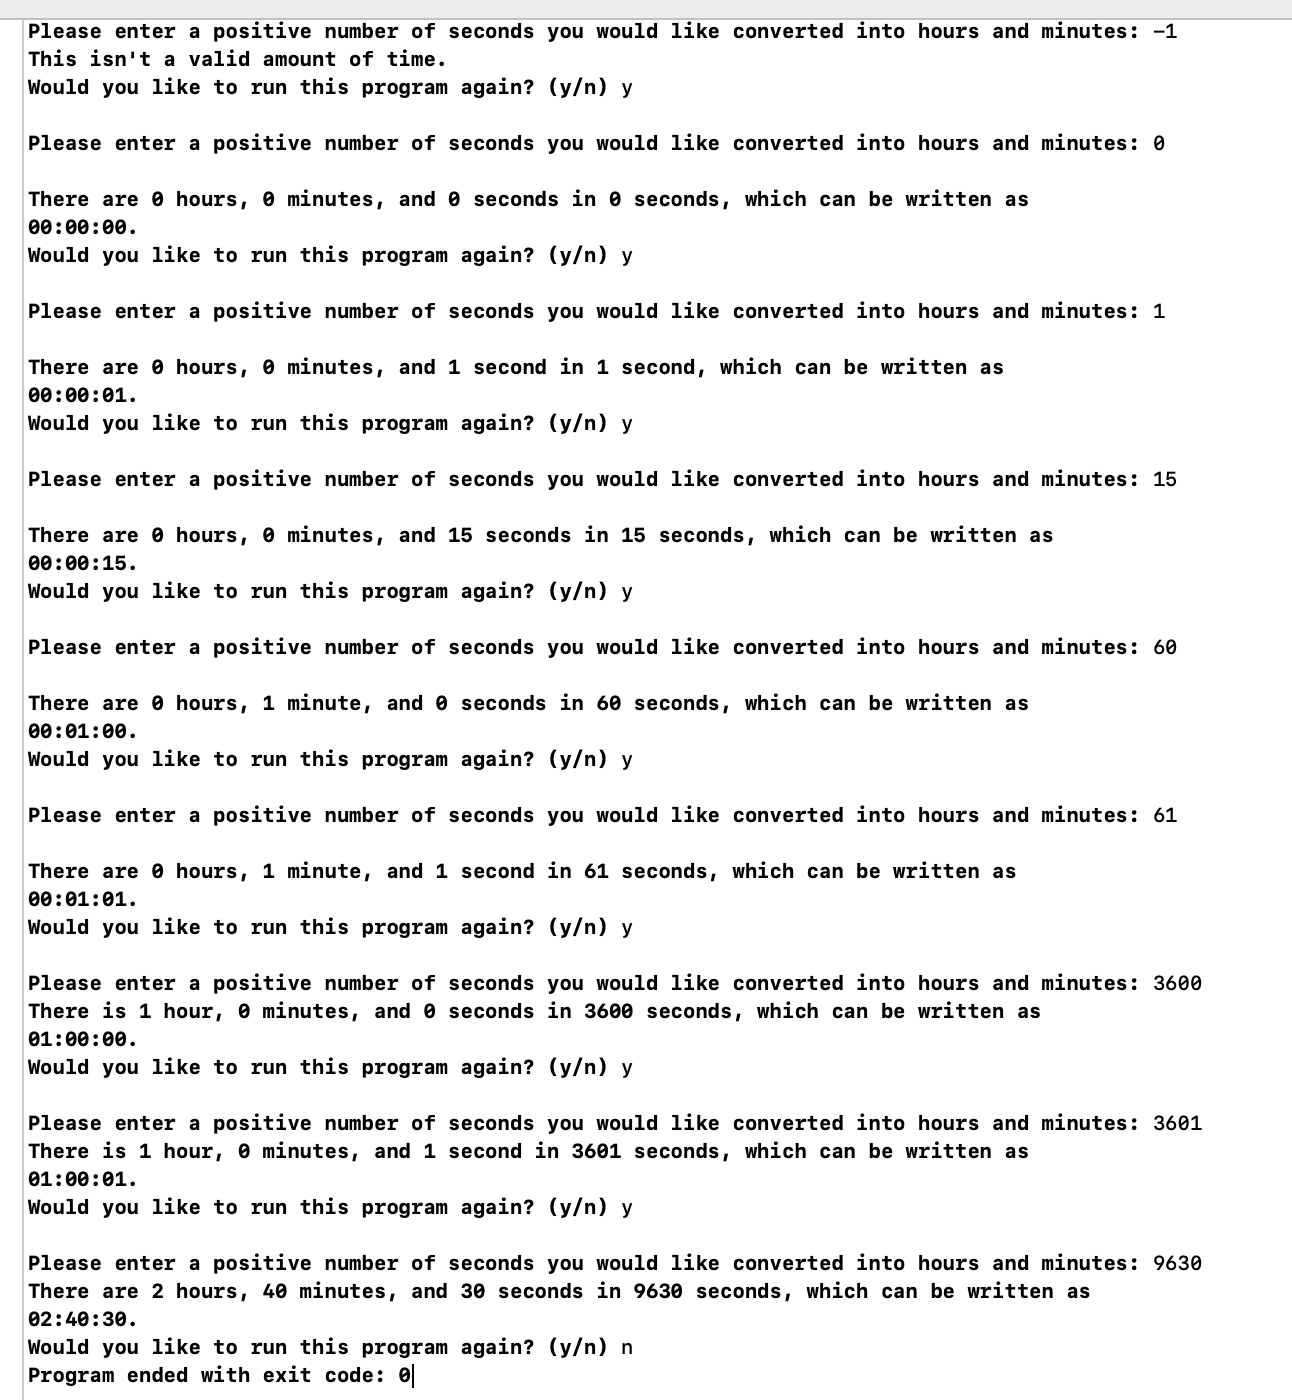 Please enter a positive number of seconds you would like converted into hours and minutes: -1
This isn't a valid amount of time.
Would you like to run this program again? (y/n) y
Please enter a positive number of seconds you would like converted into hours and minutes: 0
There are 0 hours, 0 minutes, and 0 seconds in 0 seconds, which can be written as
00:00:00.
Would you like to run this program again? (y/n) y
Please enter a positive number of seconds you would like converted into hours and minutes: 1
There are 0 hours, 0 minutes, and 1 second in 1 second, which can be written as
00:00:01.
Would you like to run this program again? (y/n) y
Please enter a positive number of seconds you would like converted into hours and minutes: 15
There are 0 hours, 0 minutes, and 15 seconds in 15 seconds, which can be written as
00:00:15.
Would you like to run this program again? (y/n) y
Please enter a positive number of seconds you would like converted into hours and minutes: 60
There are 0 hours, 1 minute, and 0 seconds in 60 seconds, which can be written as
00:01:00.
Would you like to run this program again? (y/n) y
Please enter a positive number of seconds you would like converted into hours and minutes: 61
There are 0 hours, 1 minute, and 1 second in 61 seconds, which can be written as
00:01:01.
Would you like to run this program again? (y/n) y
Please enter a positive number of seconds you would like converted into hours and minutes: 3600
There is 1 hour, 0 minutes, and 0 seconds in 3600 seconds, which can be written as
01:00:00.
Would you like to run this program again? (y/n) y
Please enter a positive number of seconds you would like converted into hours and minutes: 3601
There is 1 hour, 0 minutes, and 1 second in 3601 seconds, which can be written as
01:00:01.
Would you like to run this program again? (y/n) y
Please enter a positive number of seconds you would like converted into hours and minutes: 9630
There are 2 hours, 40 minutes, and 30 seconds in 9630 seconds, which can be written as
02:40:30.
Would you like to run this program again? (y/n) n
Program ended with exit code: 0